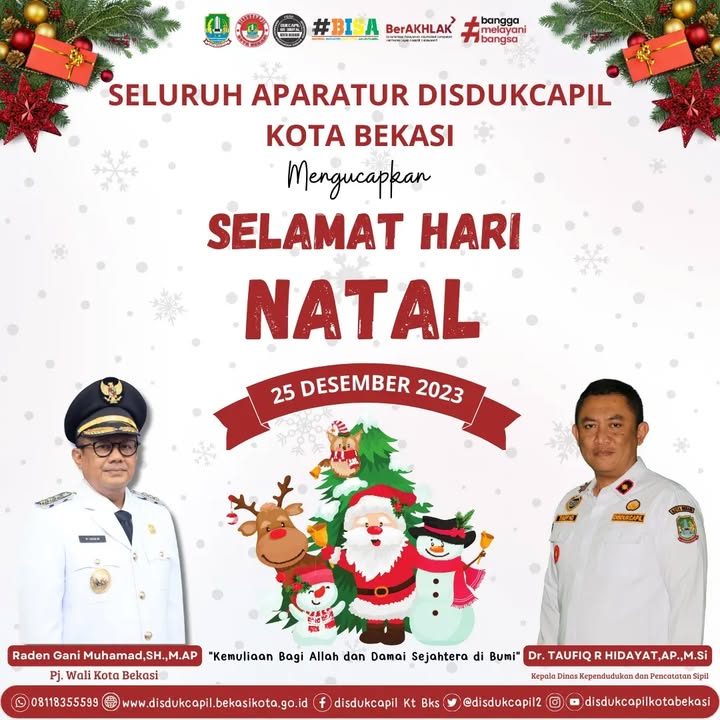 #BISA
BerAKHLAK
#bangga
melayani
bangsa
SELURUH APARATUR DISDUKCAPIL
KOTA BEKASI
Mengucapkan
SELAMAT HARI
NATAL
25 DESEMBER 2023
DISDUKCAPIL
Raden Gani Muhamad,SH.,M.AP
Pj. Wali Kota Bekasi
"Kemuliaan Bagi Allah dan Damai Sejahtera di Bumi"
Dr. TAUFIQ R HIDAYAT,AP.,M.Si
Kepala Dinas Kependudukan dan Pencatatan Sipil
08118355599 www.disdukcapil.bekasikota.go.id disdukcapil Kt Bks @disdukcapil2 disdukcapilkotabekasi